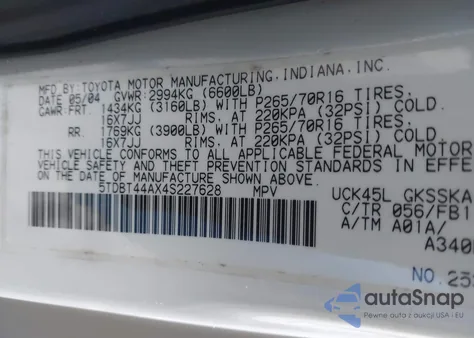 MFD BY:TOYOTA MOTOR MANUFACTURING,INDIANA,INC.
DATE 05/04 GVWR:2994KG (6600LB)
GAWR:FRT. 1434KG (3160LB) WITH P265/70R16 TIRES,
16X7JJ RIMS, AT 220KPA (32PSI) COLD.
RR. 1769KG (3900LB) WITH P265/70R16 TIRES,
16X7JJ RIMS, AT 220KPA (32PSI) COLD.
THIS VEHICLE CONFORMS TO ALL APPLICABLE FEDERAL MOTOR
VEHICLE SAFETY AND THEFT PREVENTION STANDARDS IN EFFECT
ON THE DATE OF MANUFACTURE SHOWN ABOVE.
5TDBT44AX4S227628 MPV
UCK45L GKSSKA
C/TR 056/FB1
A/TM A01A/
A340
NO.
autoSnap
Pewne auto z aukcji USA - EU